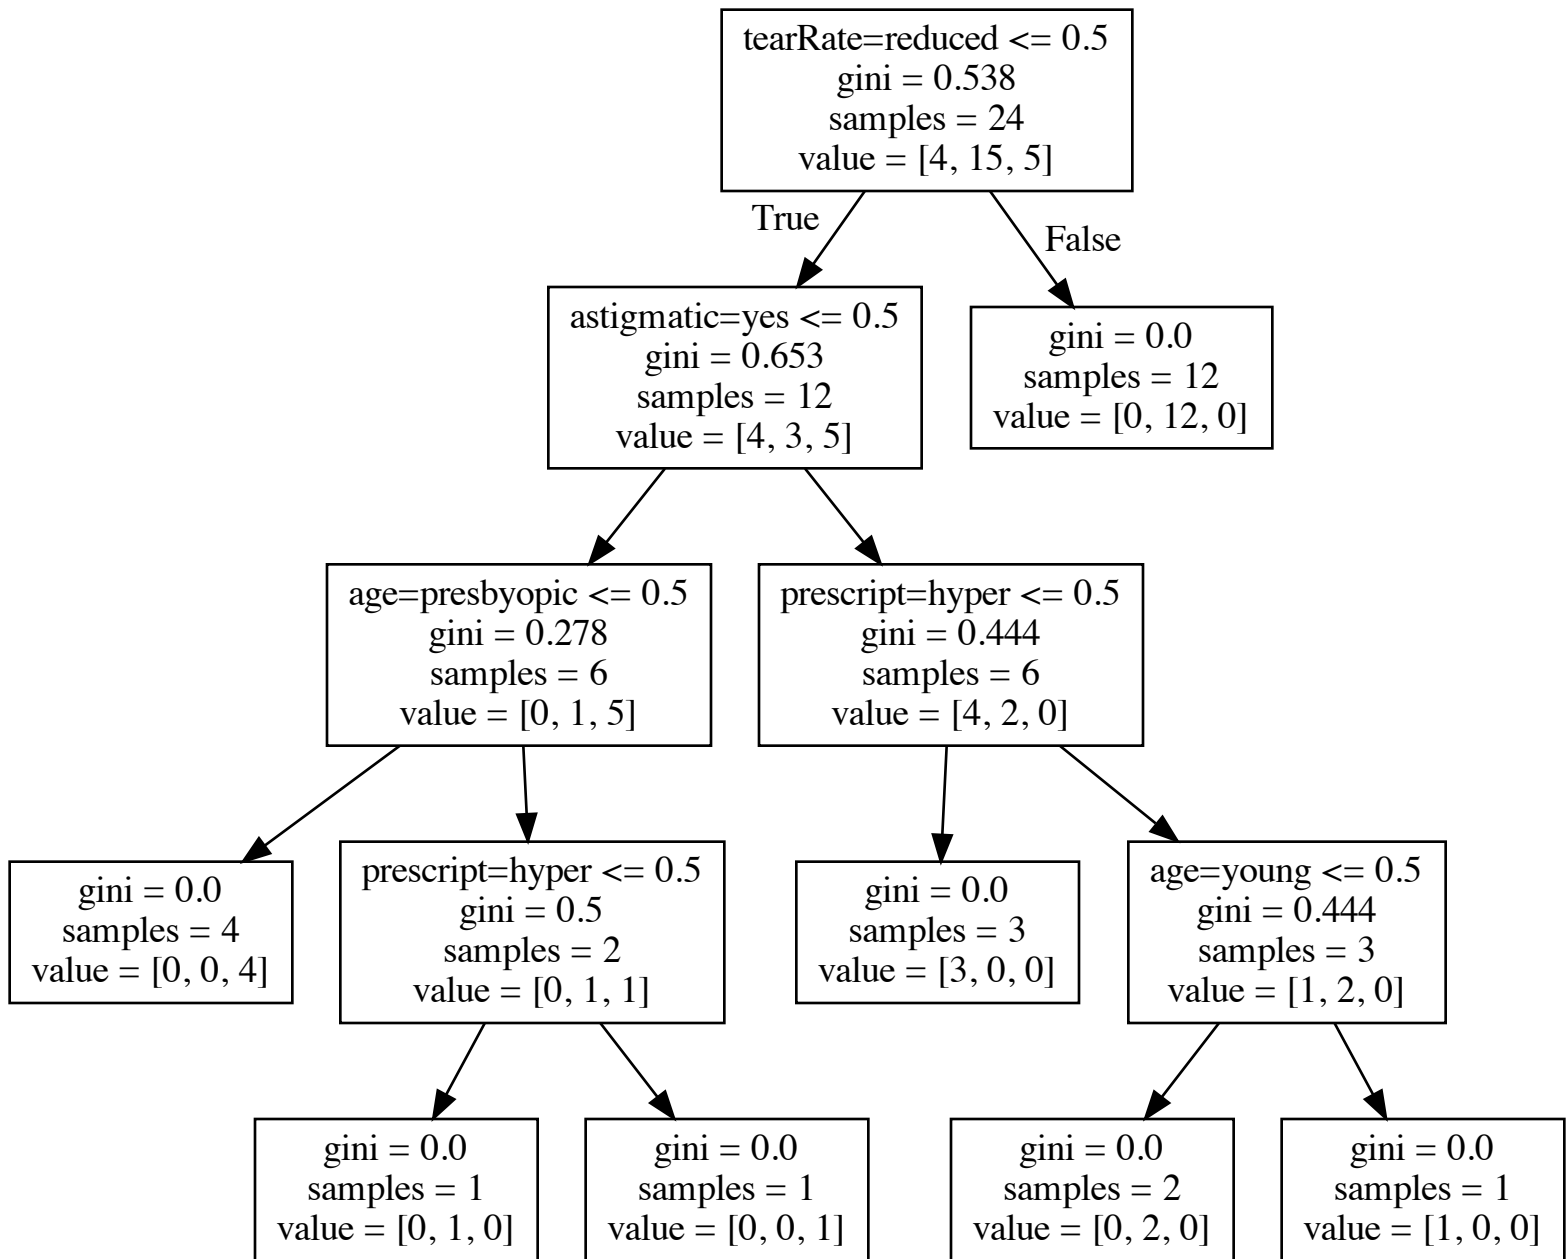 tearRate=reduced <= 0.5
gini = 0.538
samples = 24
value = [4, 15, 5]
True
False
astigmatic=yes <= 0.5
gini = 0.653
samples = 12
value = [4, 3, 5]
gini = 0.0
samples = 12
value = [0, 12, 0]
age=presbyopic <= 0.5
gini = 0.278
samples = 6
value = [0, 1, 5]
prescript=hyper <= 0.5
gini = 0.444
samples = 6
value = [4, 2, 0]
gini = 0.0
samples = 4
value = [0, 0, 4]
prescript=hyper <= 0.5
gini = 0.5
samples = 2
value = [0, 1, 1]
gini = 0.0
samples = 3
value = [3, 0, 0]
age=young <= 0.5
gini = 0.444
samples = 3
value = [1, 2, 0]
gini = 0.0
samples = 1
value = [0, 1, 0]
gini = 0.0
samples = 1
value = [0, 0, 1]
gini = 0.0
samples = 2
value = [0, 2, 0]
gini = 0.0
samples = 1
value = [1, 0, 0]